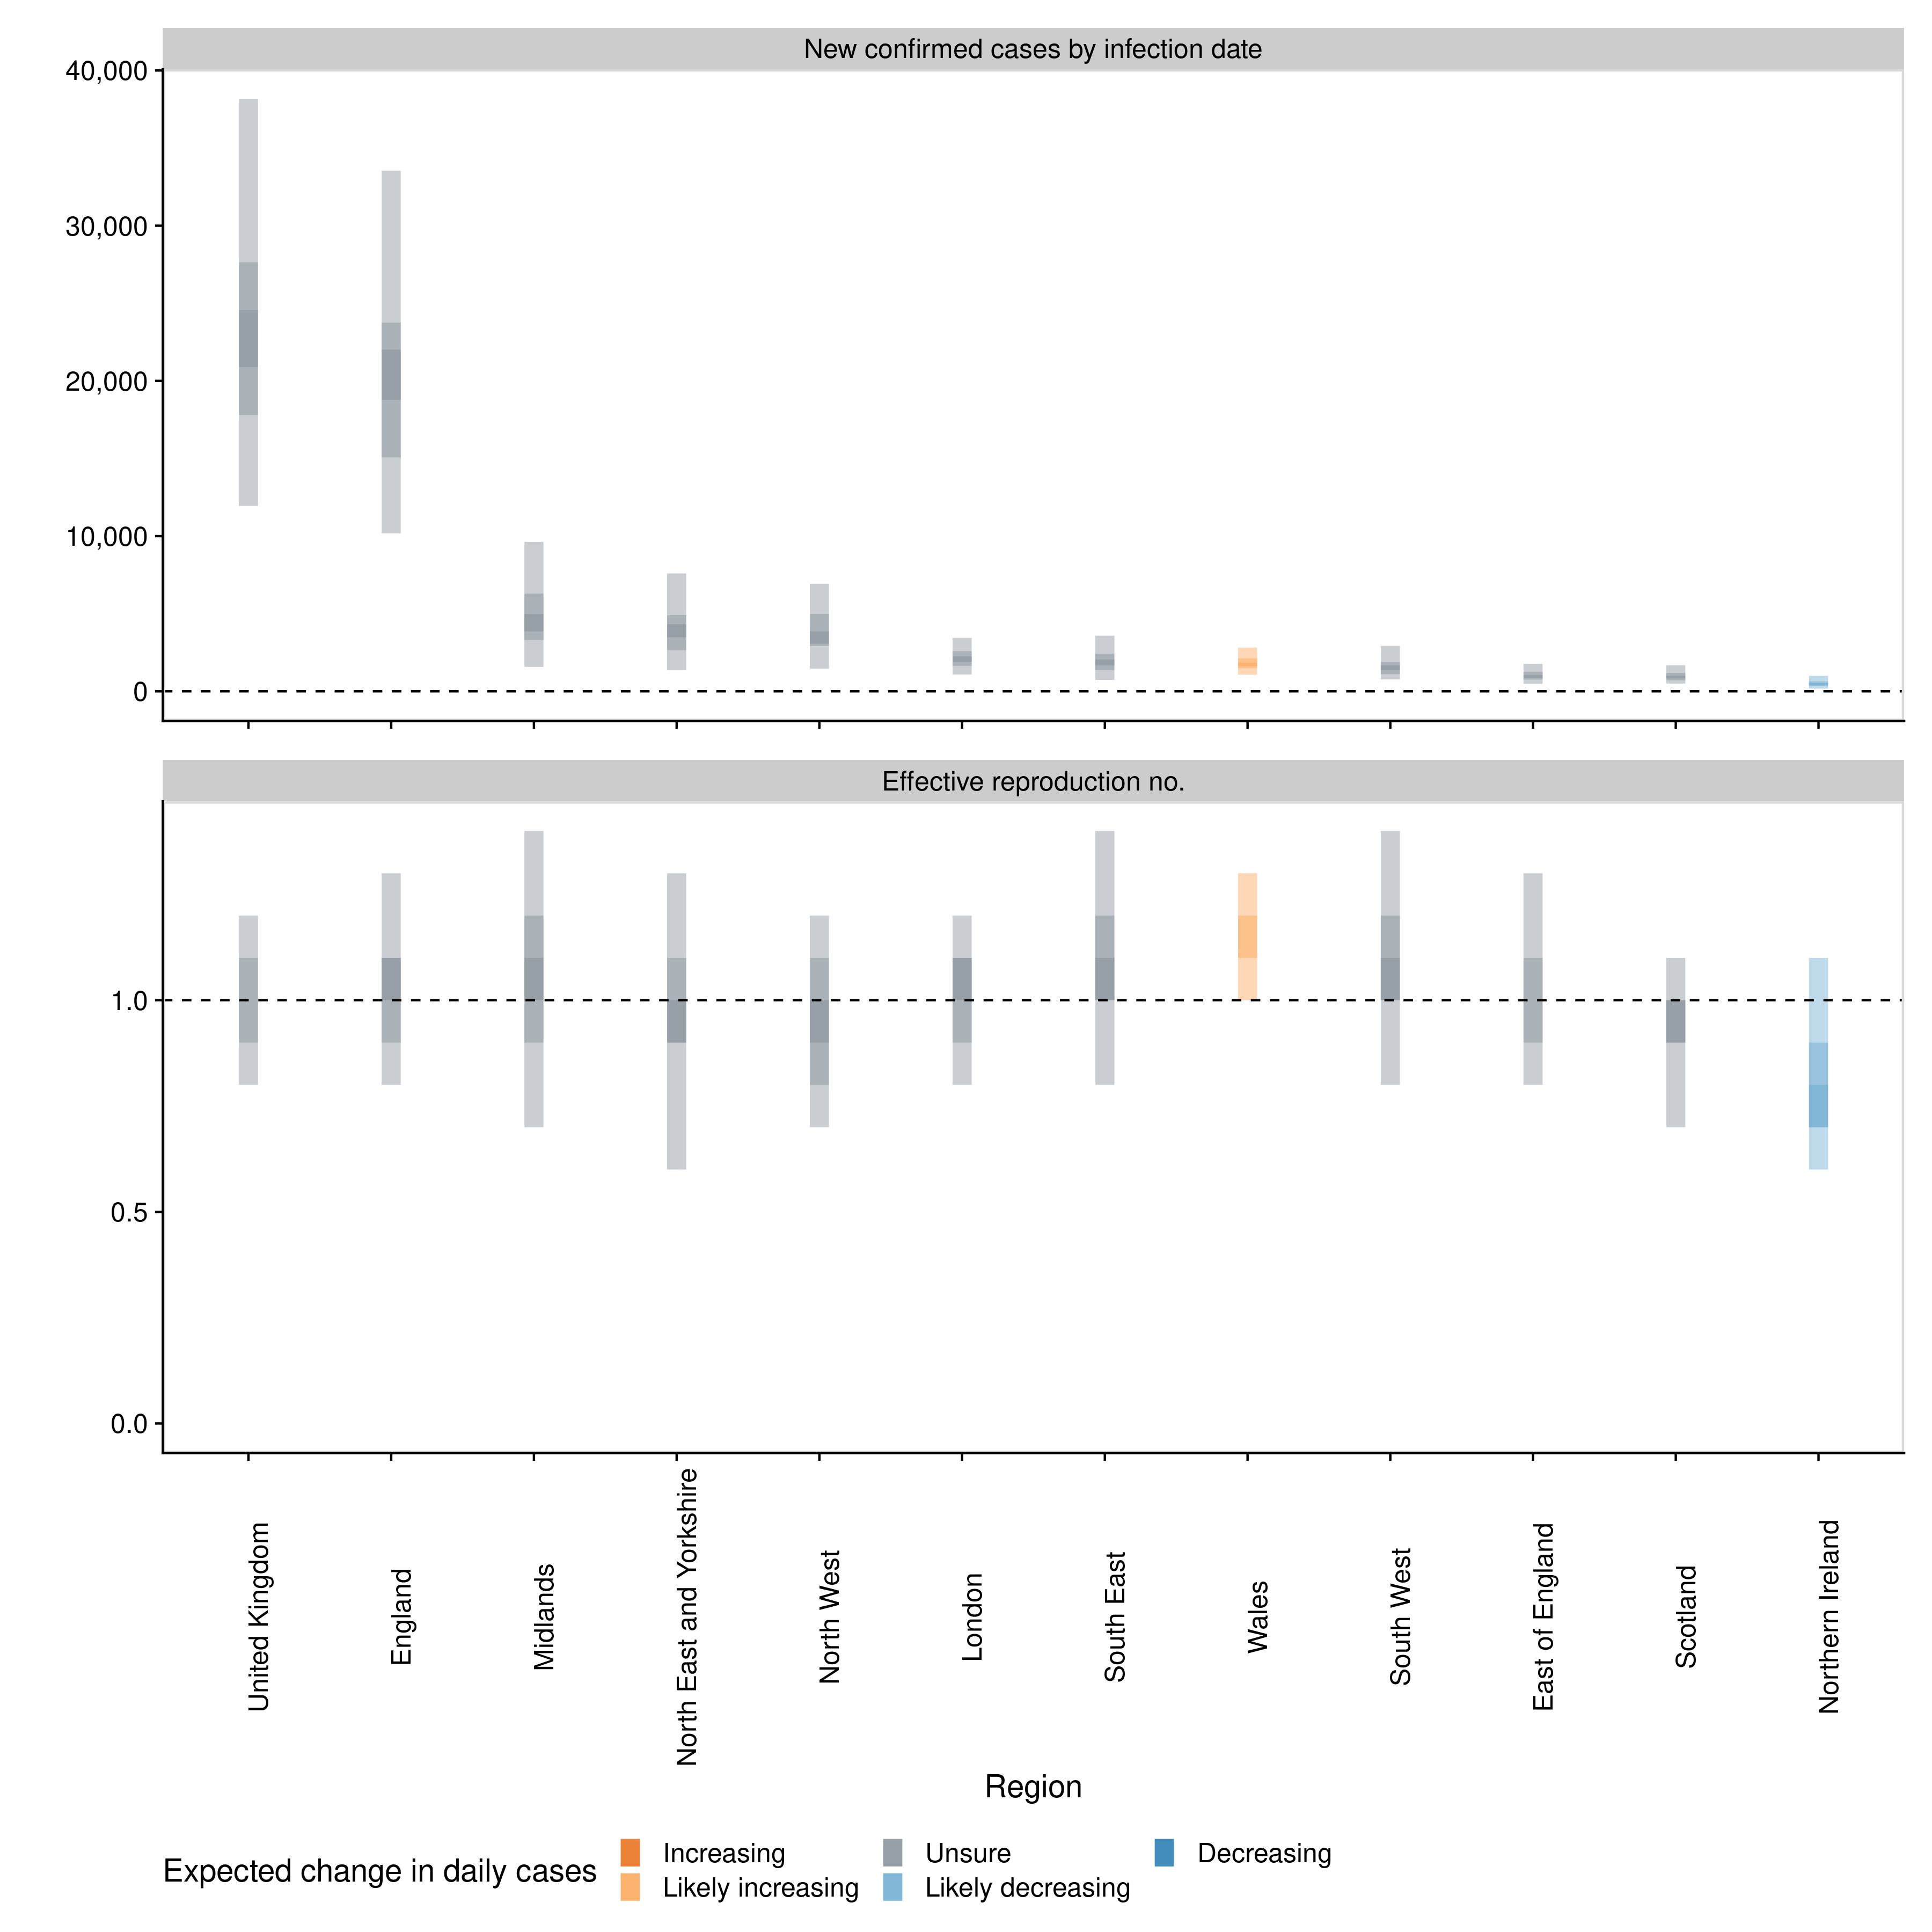 New confirmed cases by infection date
40,000
30,000
20,000
10,000
0
Effective reproduction no.
1.0
0.5
0.0
United Kingdom
England
Midlands
North East and Yorkshire
North West
London
South East
Wales
South West
East of England
Scotland
Northern Ireland
Region
Expected change in daily cases
Increasing
Likely increasing
Unsure
Likely decreasing
Decreasing